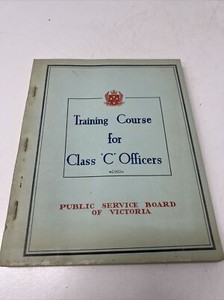 Training Course
for
Class "C" Officers
PUBLIC SERVICE BOARD
OF VICTORIA